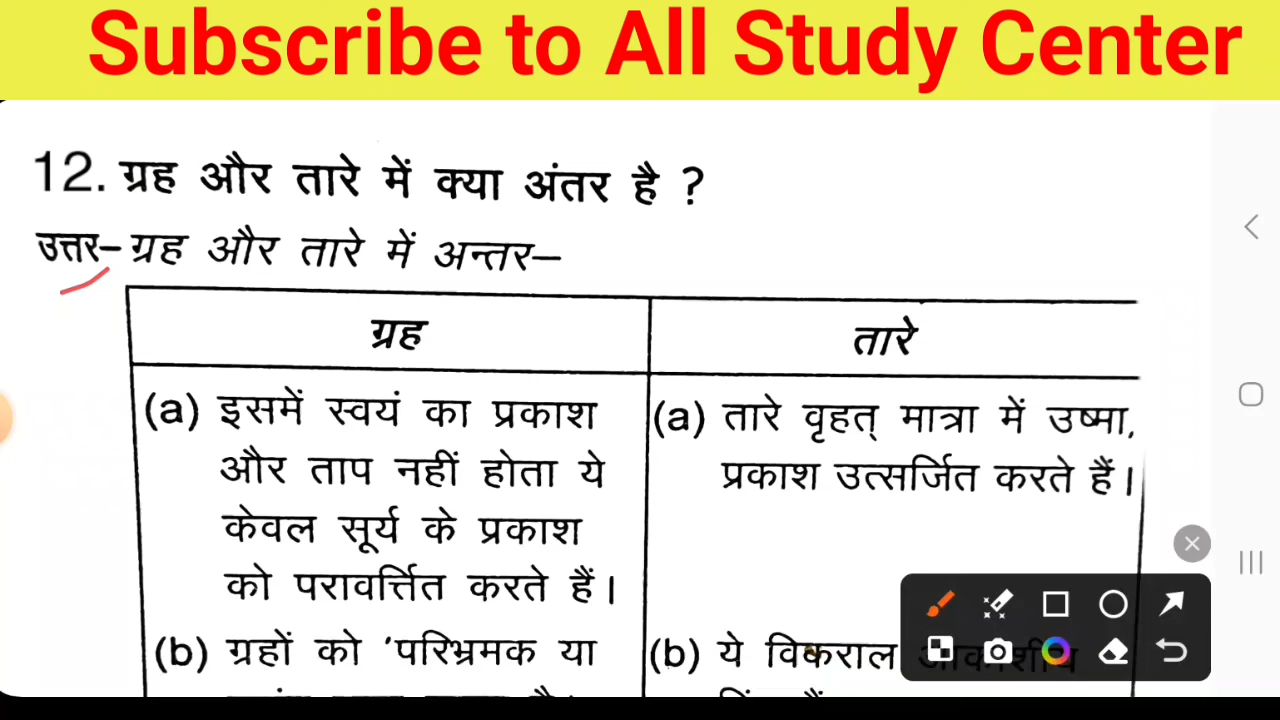 Subscribe to All Study Center
12. ग्रह और तारे में क्या अंतर है ?
उत्तर– ग्रह और तारे में अन्तर–
ग्रह
तारे
(a) इसमें स्वयं का प्रकाश
और ताप नहीं होता ये
केवल सूर्य के प्रकाश
को परावर्त्तित करते हैं।
(b) ग्रहों को ‘परिभ्रमक या
(a) तारे वृहत् मात्रा में उष्मा,
प्रकाश उत्सर्जित करते हैं।
(b) ये विकराल आकाशीय